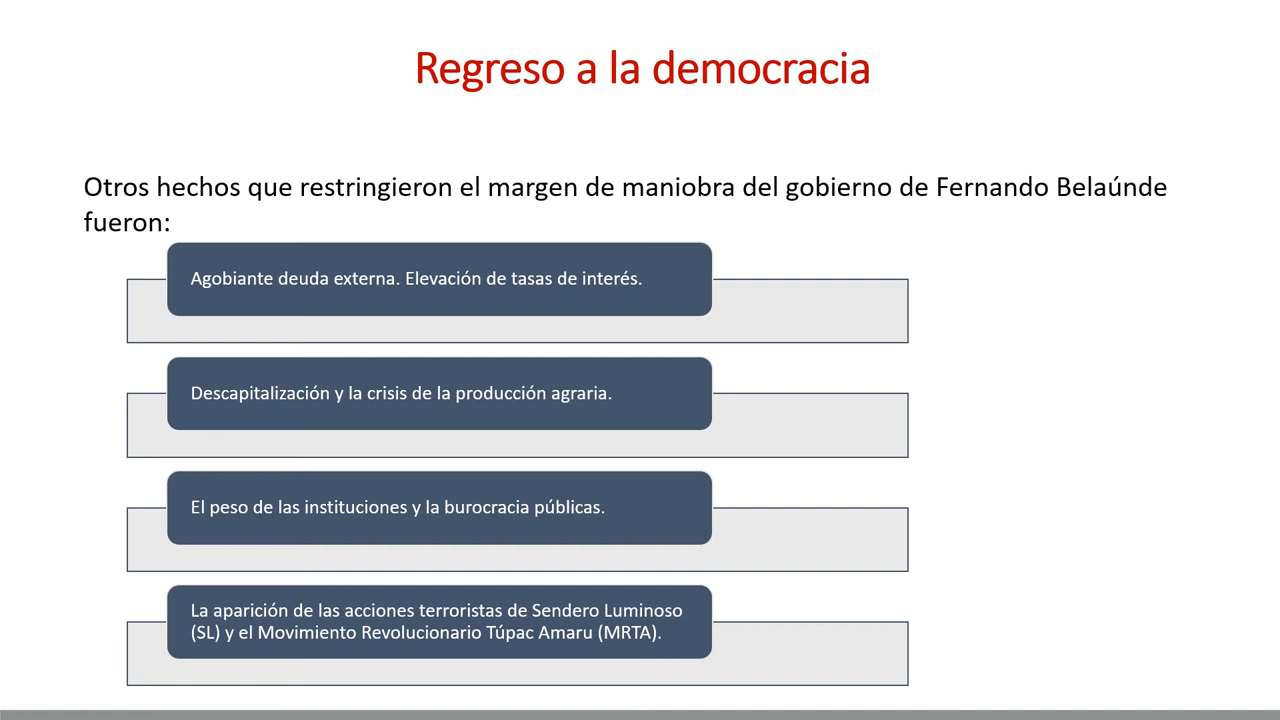 Regreso a la democracia
Otros hechos que restringieron el margen de maniobra del gobierno de Fernando Belaúnde
fueron:
Agobiante deuda externa. Elevación de tasas de interés.
Descapitalización y la crisis de la producción agraria.
El peso de las instituciones y la burocracia públicas.
La aparición de las acciones terroristas de Sendero Luminoso
(SL) y el Movimiento Revolucionario Túpac Amaru (MRTA).